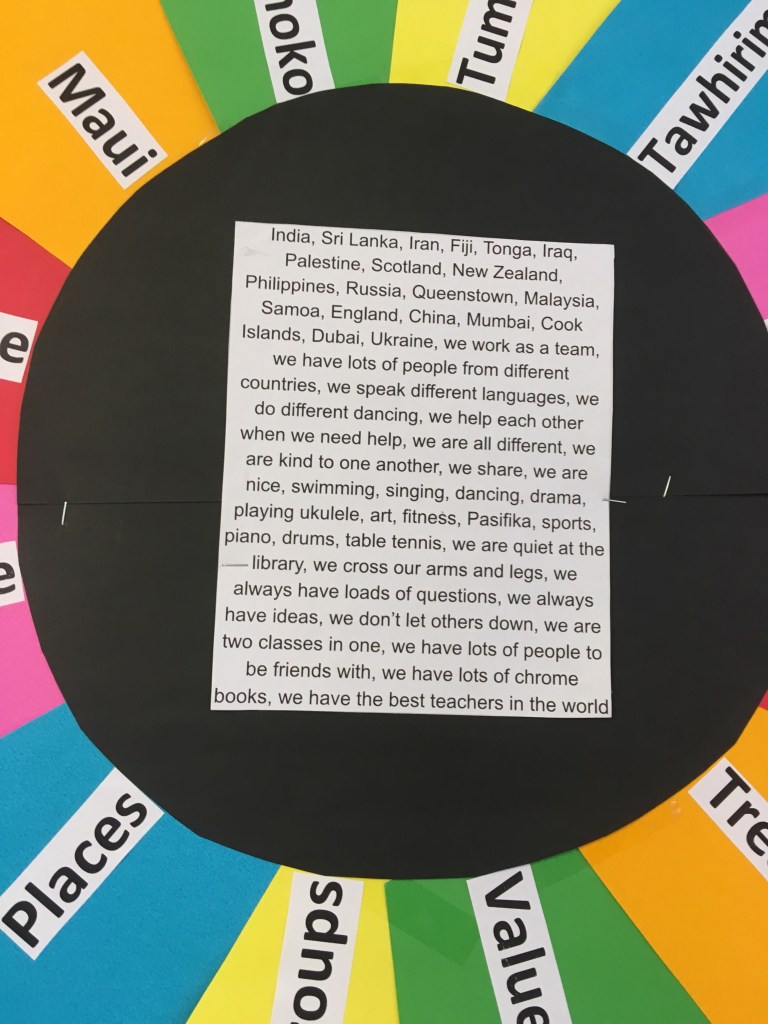 Maui
hoko
Tum
Tawhirim
India, Sri Lanka, Iran, Fiji, Tonga, Iraq,
Palestine, Scotland, New Zealand,
Philippines, Russia, Queenstown, Malaysia,
Samoa, England, China, Mumbai, Cook
Islands, Dubai, Ukraine, we work as a team,
we have lots of people from different
countries, we speak different languages, we
do different dancing, we help each other
when we need help, we are all different, we
are kind to one another, we share, we are
nice, swimming, singing, dancing, drama,
playing ukulele, art, fitness, Pasifika, sports,
piano, drums, table tennis, we are quiet at the
library, we cross our arms and legs, we
always have loads of questions, we always
have ideas, we don't let others down, we are
two classes in one, we have lots of people to
be friends with, we have lots of chrome
books, we have the best teachers in the world
e
e
Places
oups
Value
Tre